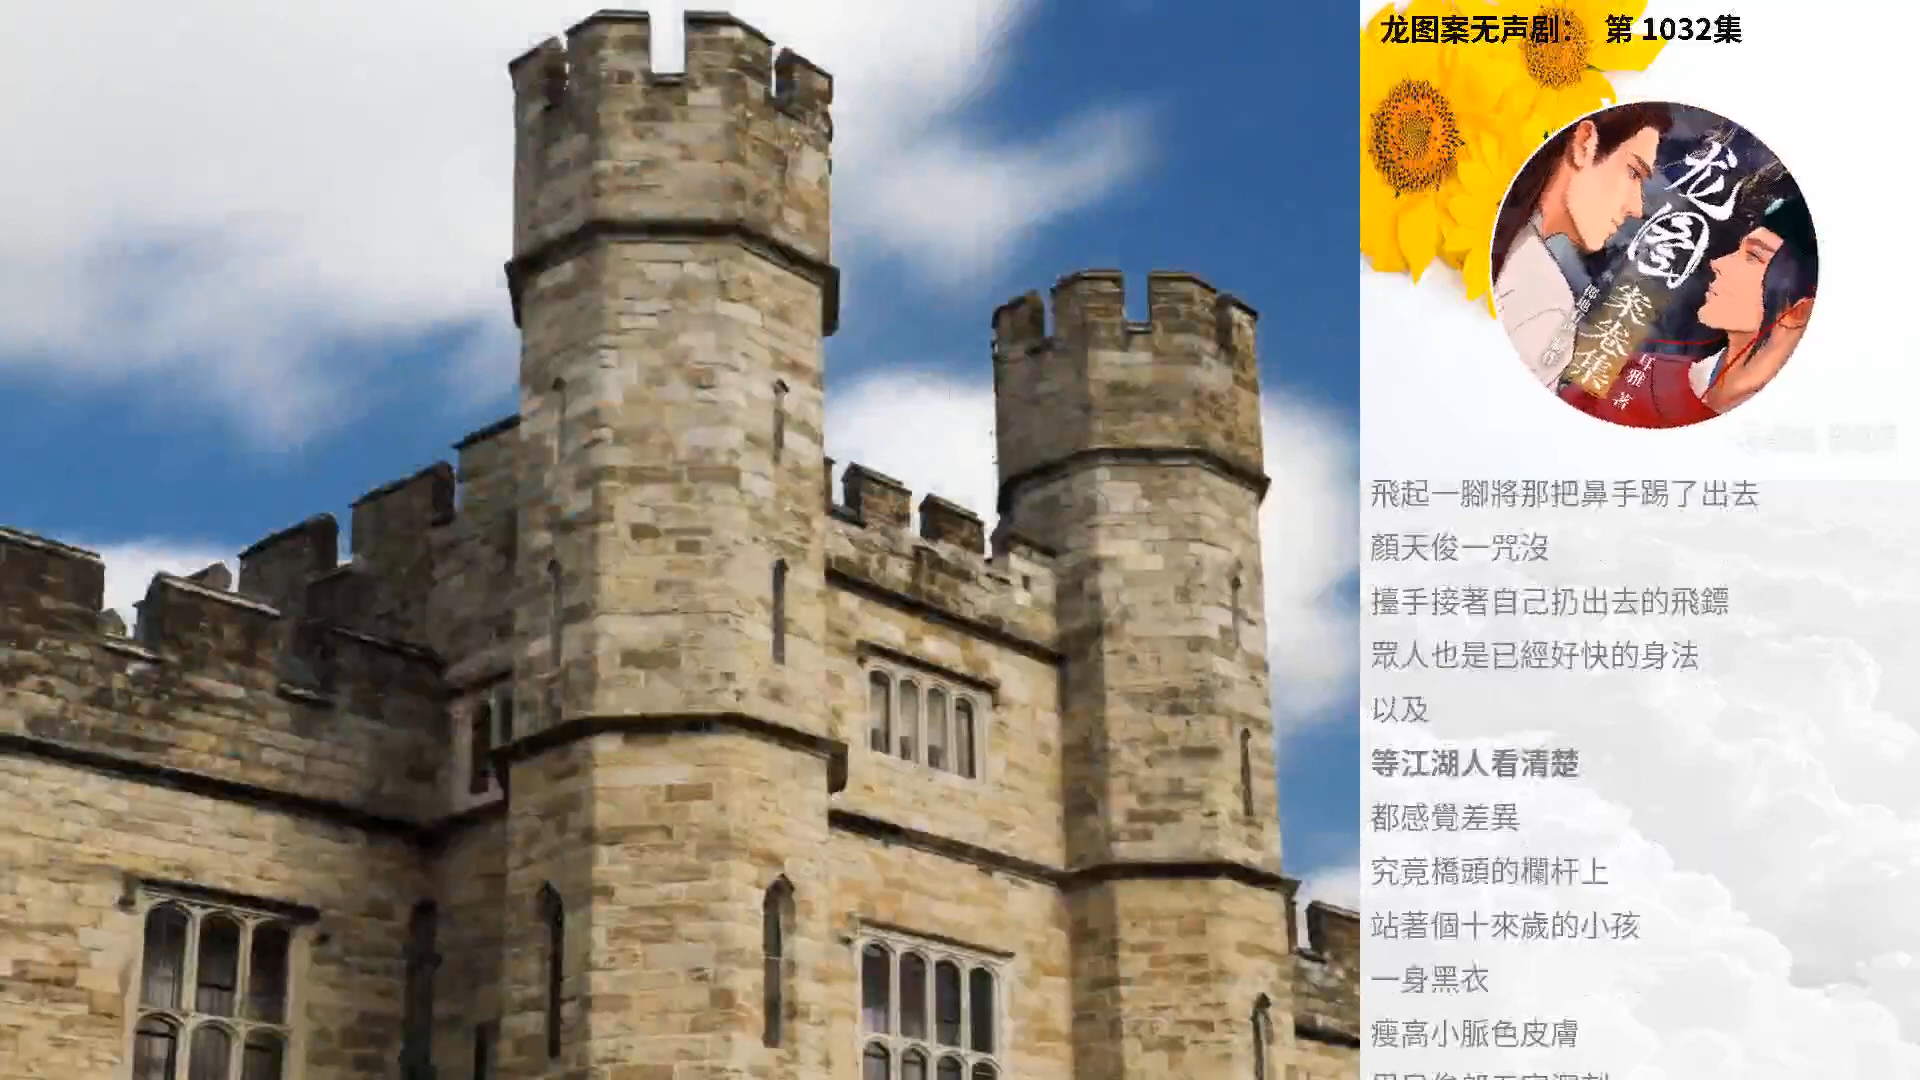 龙图案无声剧： 第 1032集
龙图
案卷集
耳雅 著
飛起一腳將那把鼻手踢了出去
顏天俊一咒沒
擡手接著自己扔出去的飛鏢
眾人也是已經好快的身法
以及
等江湖人看清楚
都感覺差異
究竟橋頭的欄杆上
站著個十來歲的小孩
一身黑衣
瘦高小脈色皮膚